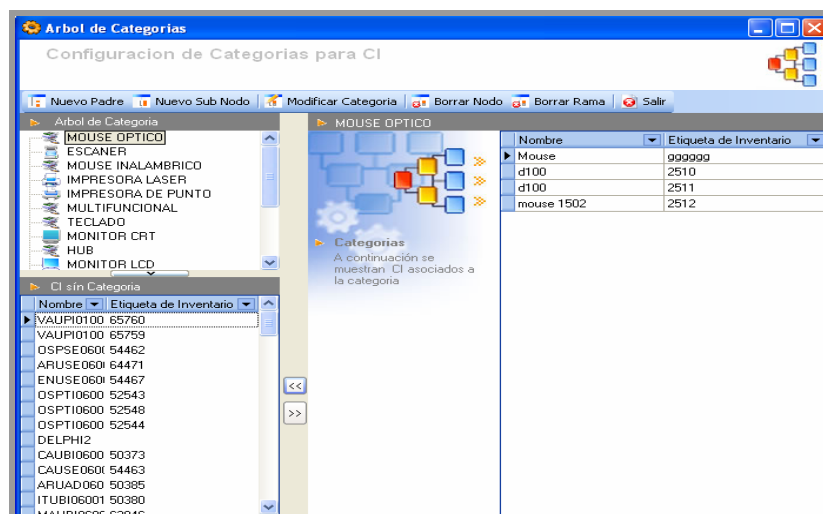 Arbol de Categorias
Configuracion de Categorias para CI
Nuevo Padre Nuevo Sub Nodo Modificar Categoria Borrar Nodo Borrar Rama Salir
Arbol de Categoria
MOUSE OPTICO
ESCANER
MOUSE INALAMBRICO
IMPRESORA LASER
IMPRESORA DE PUNTO
MULTIFUNCIONAL
TECLADO
MONITOR CRT
HUB
MONITOR LCD
CI sín Categoria
Nombre Etiqueta de Inventario
VAUPI0100 65760
VAUPI0100 65759
OSPSE060( 54462
ARUSE060 64471
ENUSE060 54467
OSPTI0600 52543
OSPTI0600 52548
OSPTI0600 52544
DELPHI2
CAUBI0600 50373
CAUSE060( 54463
ARUAD060 50385
ITUBI06001 50380
<<
>>
MOUSE OPTICO
Categorias
A continuación se
muestran CI asociados a
la categoria
Nombre Etiqueta de Inventario
Mouse gggggg
d100 2510
d100 2511
mouse 1502 2512